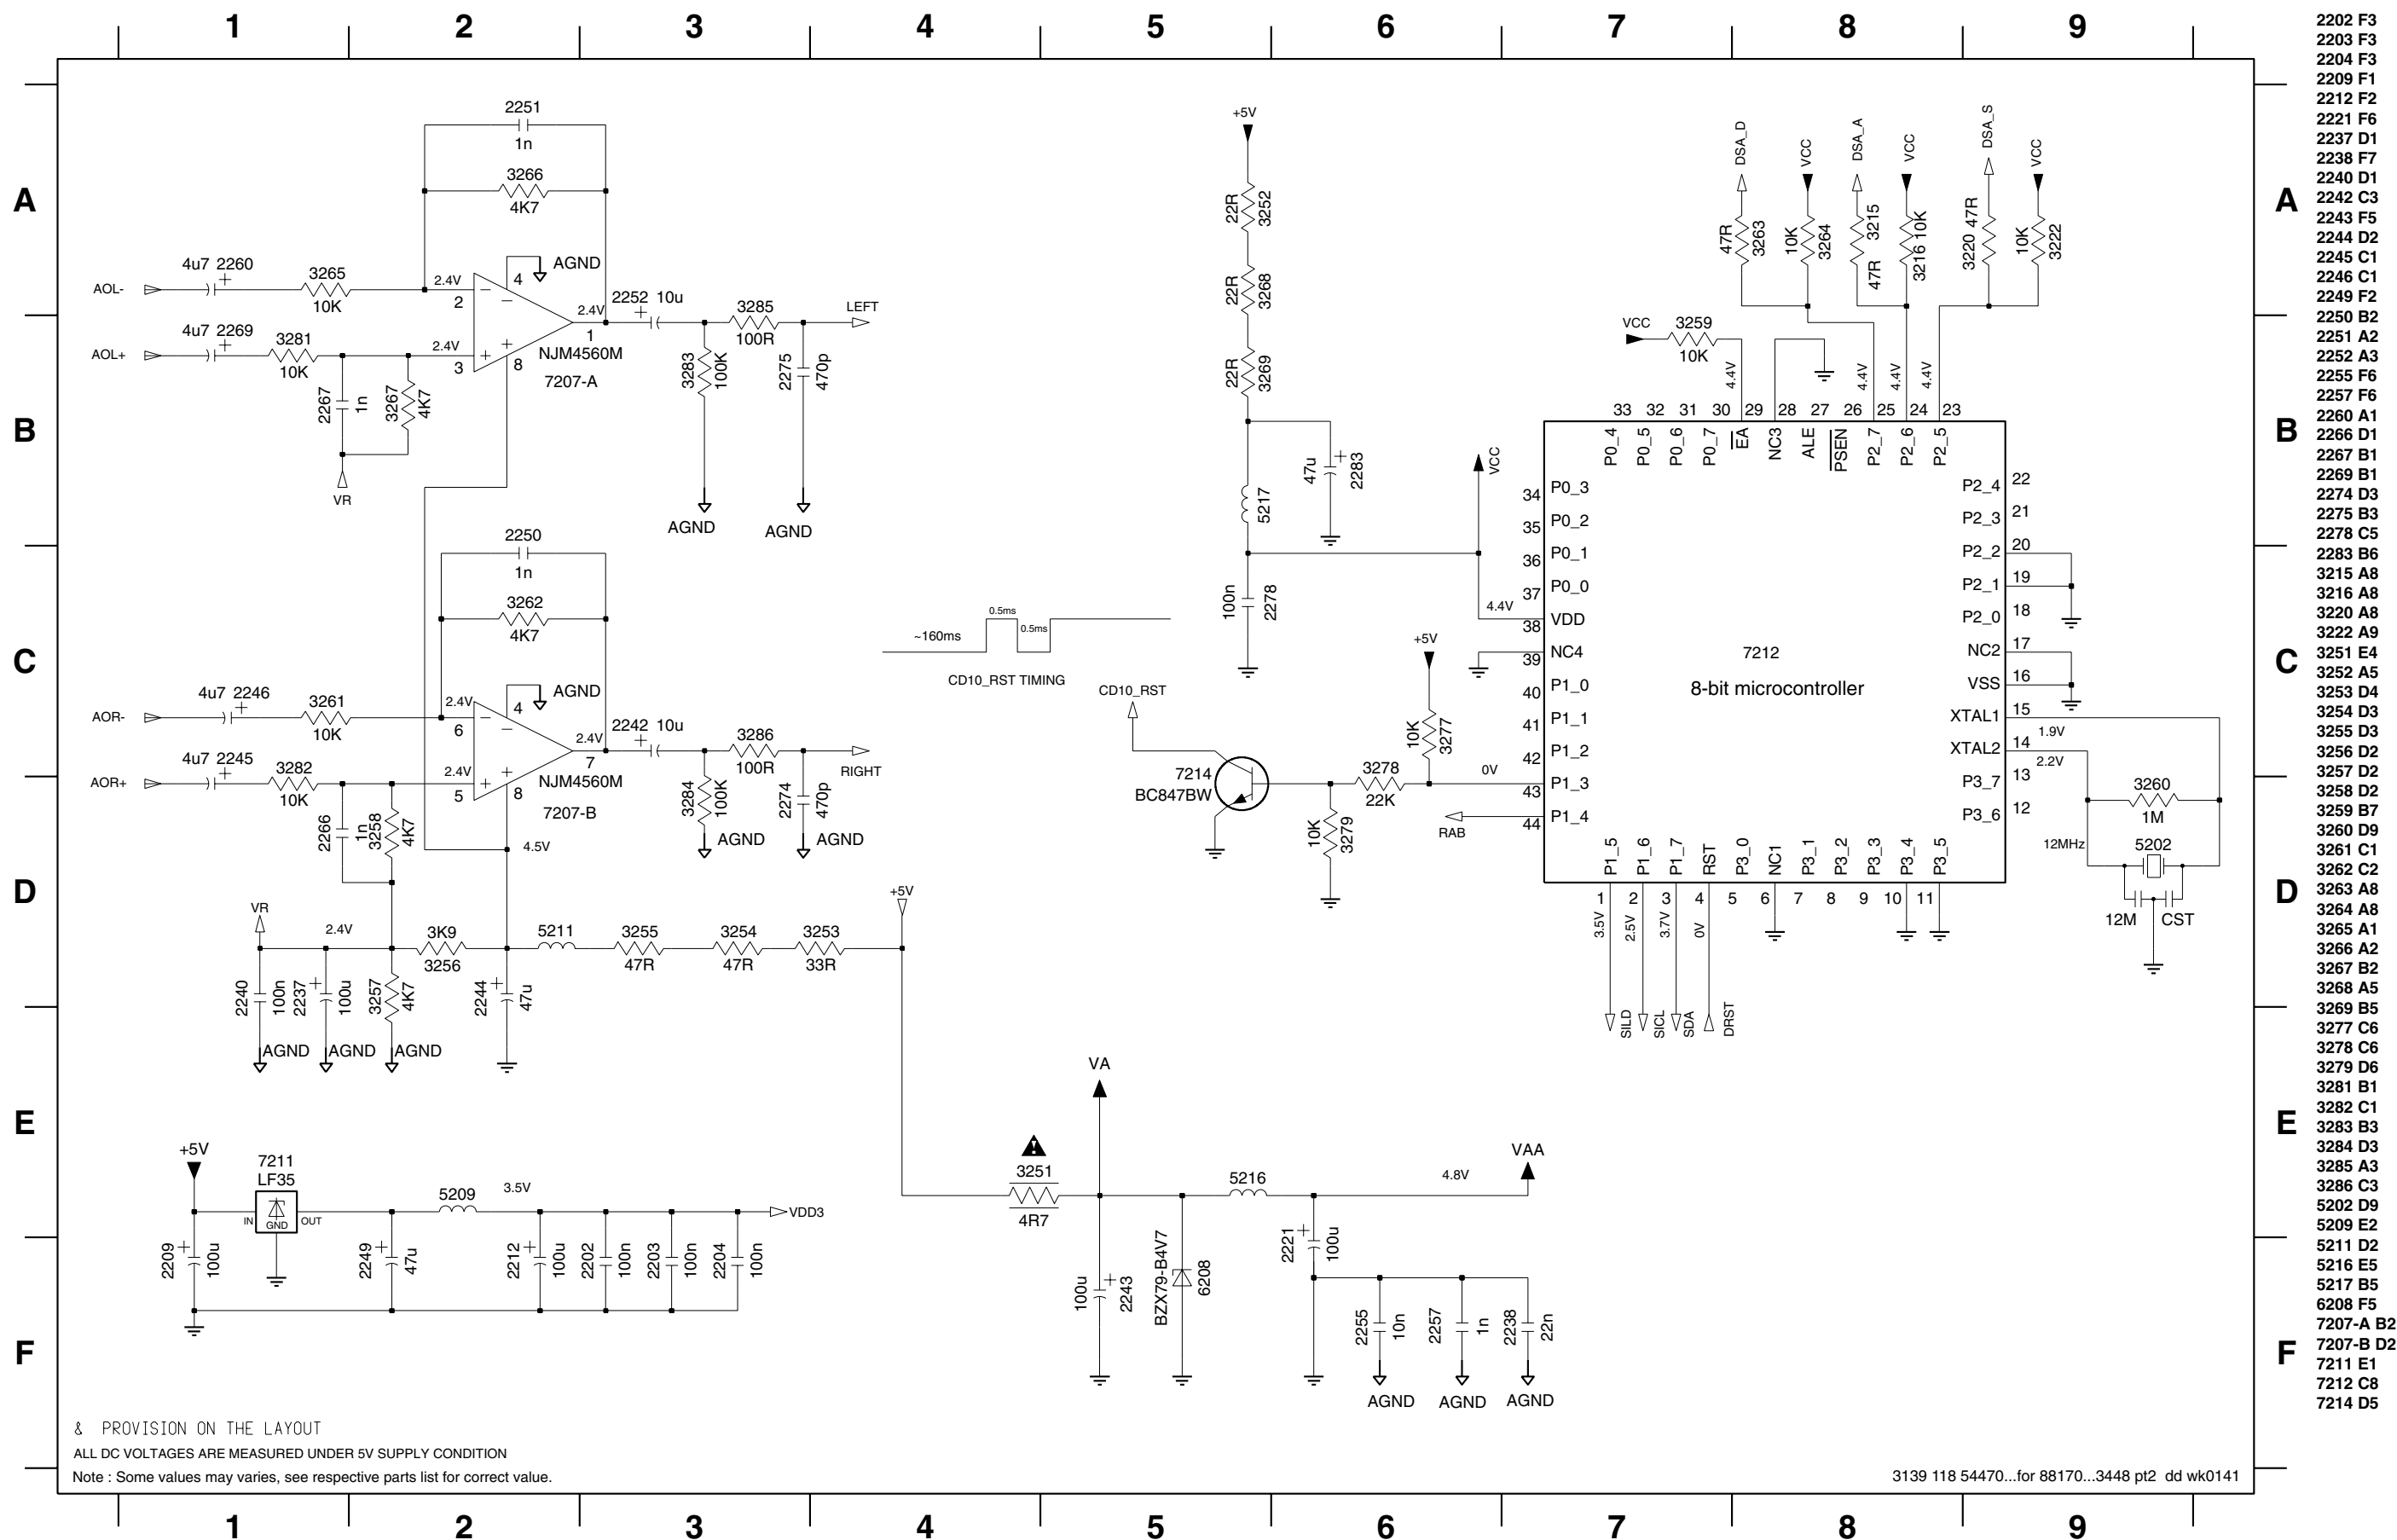 1 2 3 4 5 6 7 8 9
A
B
C
D
E
F
2251
1n
3266
4K7
4u7 2260
+
3265
10K
AOL-
2.4V
2
4
AGND
4u7 2269
+
3281
10K
AOL+
2.4V
3
8
NJM4560M
7207-A
2.4V
1
2252 10u
+
3285
100R
LEFT
3283
100K
2275
470p
AGND
AGND
2267
1n
3267
4K7
VR
2250
1n
3262
4K7
4u7 2246
+
3261
10K
AOR-
2.4V
6
4
AGND
4u7 2245
+
3282
10K
AOR+
2.4V
5
8
NJM4560M
7207-B
2.4V
7
2242 10u
+
3286
100R
RIGHT
3284
100K
2274
470p
AGND
AGND
2266
1n
3258
4K7
4.5V
VR
2.4V
3K9
3256
5211
3255
47R
3254
47R
3253
33R
+5V
2240
100n
2237
+
100u
3257
4K7
2244
+
47u
AGND
AGND
AGND
+5V
7211
LF35
IN
GND
OUT
5209
3.5V
VDD3
2209
+
100u
2249
+
47u
2212
+
100u
2202
100n
2203
100n
2204
100n
~160ms
0.5ms
0.5ms
CD10_RST TIMING
+5V
22R
3252
22R
3268
22R
3269
47u
+
2283
5217
VCC
100n
2278
4.4V
CD10_RST
7214
BC847BW
+5V
10K
3277
3278
22K
0V
10K
3279
RAB
VA
3251
4R7
5216
4.8V
VAA
100u
+
2243
BZX79-B4V7
6208
2221
+
100u
2255
10n
2257
1n
2238
22n
AGND
AGND
AGND
DSA_D
VCC
DSA_A
VCC
DSA_S
VCC
47R
3263
10K
3264
3215
47R
3216 10K
3220 47R
10K
3222
VCC
3259
10K
4.4V
4.4V
4.4V
4.4V
33 32 31 30 29 28 27 26 25 24 23
P0_4
P0_5
P0_6
P0_7
EA
NC3
ALE
PSEN
P2_7
P2_6
P2_5
34 P0_3
35 P0_2
36 P0_1
37 P0_0
38 VDD
39 NC4
40 P1_0
41 P1_1
42 P1_2
43 P1_3
44 P1_4
7212
8-bit microcontroller
P2_4 22
P2_3 21
P2_2 20
P2_1 19
P2_0 18
NC2 17
VSS 16
XTAL1 15
1.9V
XTAL2 14
2.2V
P3_7 13
P3_6 12
P1_5
P1_6
P1_7
RST
P3_0
NC1
P3_1
P3_2
P3_3
P3_4
P3_5
1 2 3 4 5 6 7 8 9 10 11
3.5V
2.5V
3.7V
0V
SILD
SICL
SDA
DRST
3260
1M
12MHz
5202
12M
CST
& PROVISION ON THE LAYOUT
ALL DC VOLTAGES ARE MEASURED UNDER 5V SUPPLY CONDITION
Note : Some values may varies, see respective parts list for correct value.
3139 118 54470...for 88170...3448 pt2 dd wk0141
A
B
C
D
E
F
1 2 3 4 5 6 7 8 9
2202 F3
2203 F3
2204 F3
2209 F1
2212 F2
2221 F6
2237 D1
2238 F7
2240 D1
2242 C3
2243 F5
2244 D2
2245 C1
2246 C1
2249 F2
2250 B2
2251 A2
2252 A3
2255 F6
2257 F6
2260 A1
2266 D1
2267 B1
2269 B1
2274 D3
2275 B3
2278 C5
2283 B6
3215 A8
3216 A8
3220 A8
3222 A9
3251 E4
3252 A5
3253 D4
3254 D3
3255 D3
3256 D2
3257 D2
3258 D2
3259 B7
3260 D9
3261 C1
3262 C2
3263 A8
3264 A8
3265 A1
3266 A2
3267 B2
3268 A5
3269 B5
3277 C6
3278 C6
3279 D6
3281 B1
3282 C1
3283 B3
3284 D3
3285 A3
3286 C3
5202 D9
5209 E2
5211 D2
5216 E5
5217 B5
6208 F5
7207-A B2
7207-B D2
7211 E1
7212 C8
7214 D5